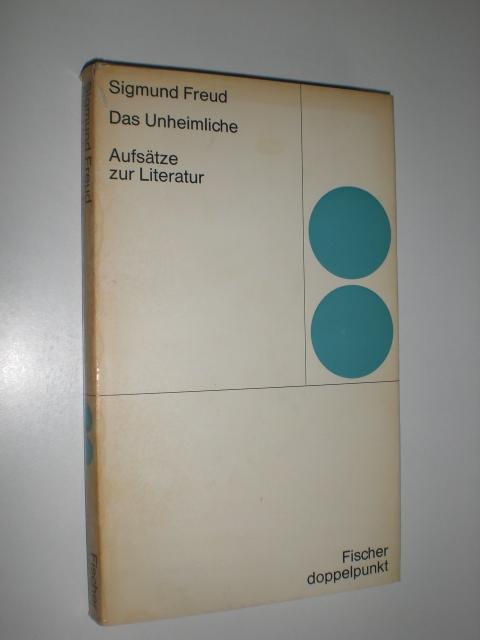 Sigmund Freud
Das Unheimliche
Aufsätze
zur Literatur
Fischer
doppelpunkt
Sigmund Freud
Fischer